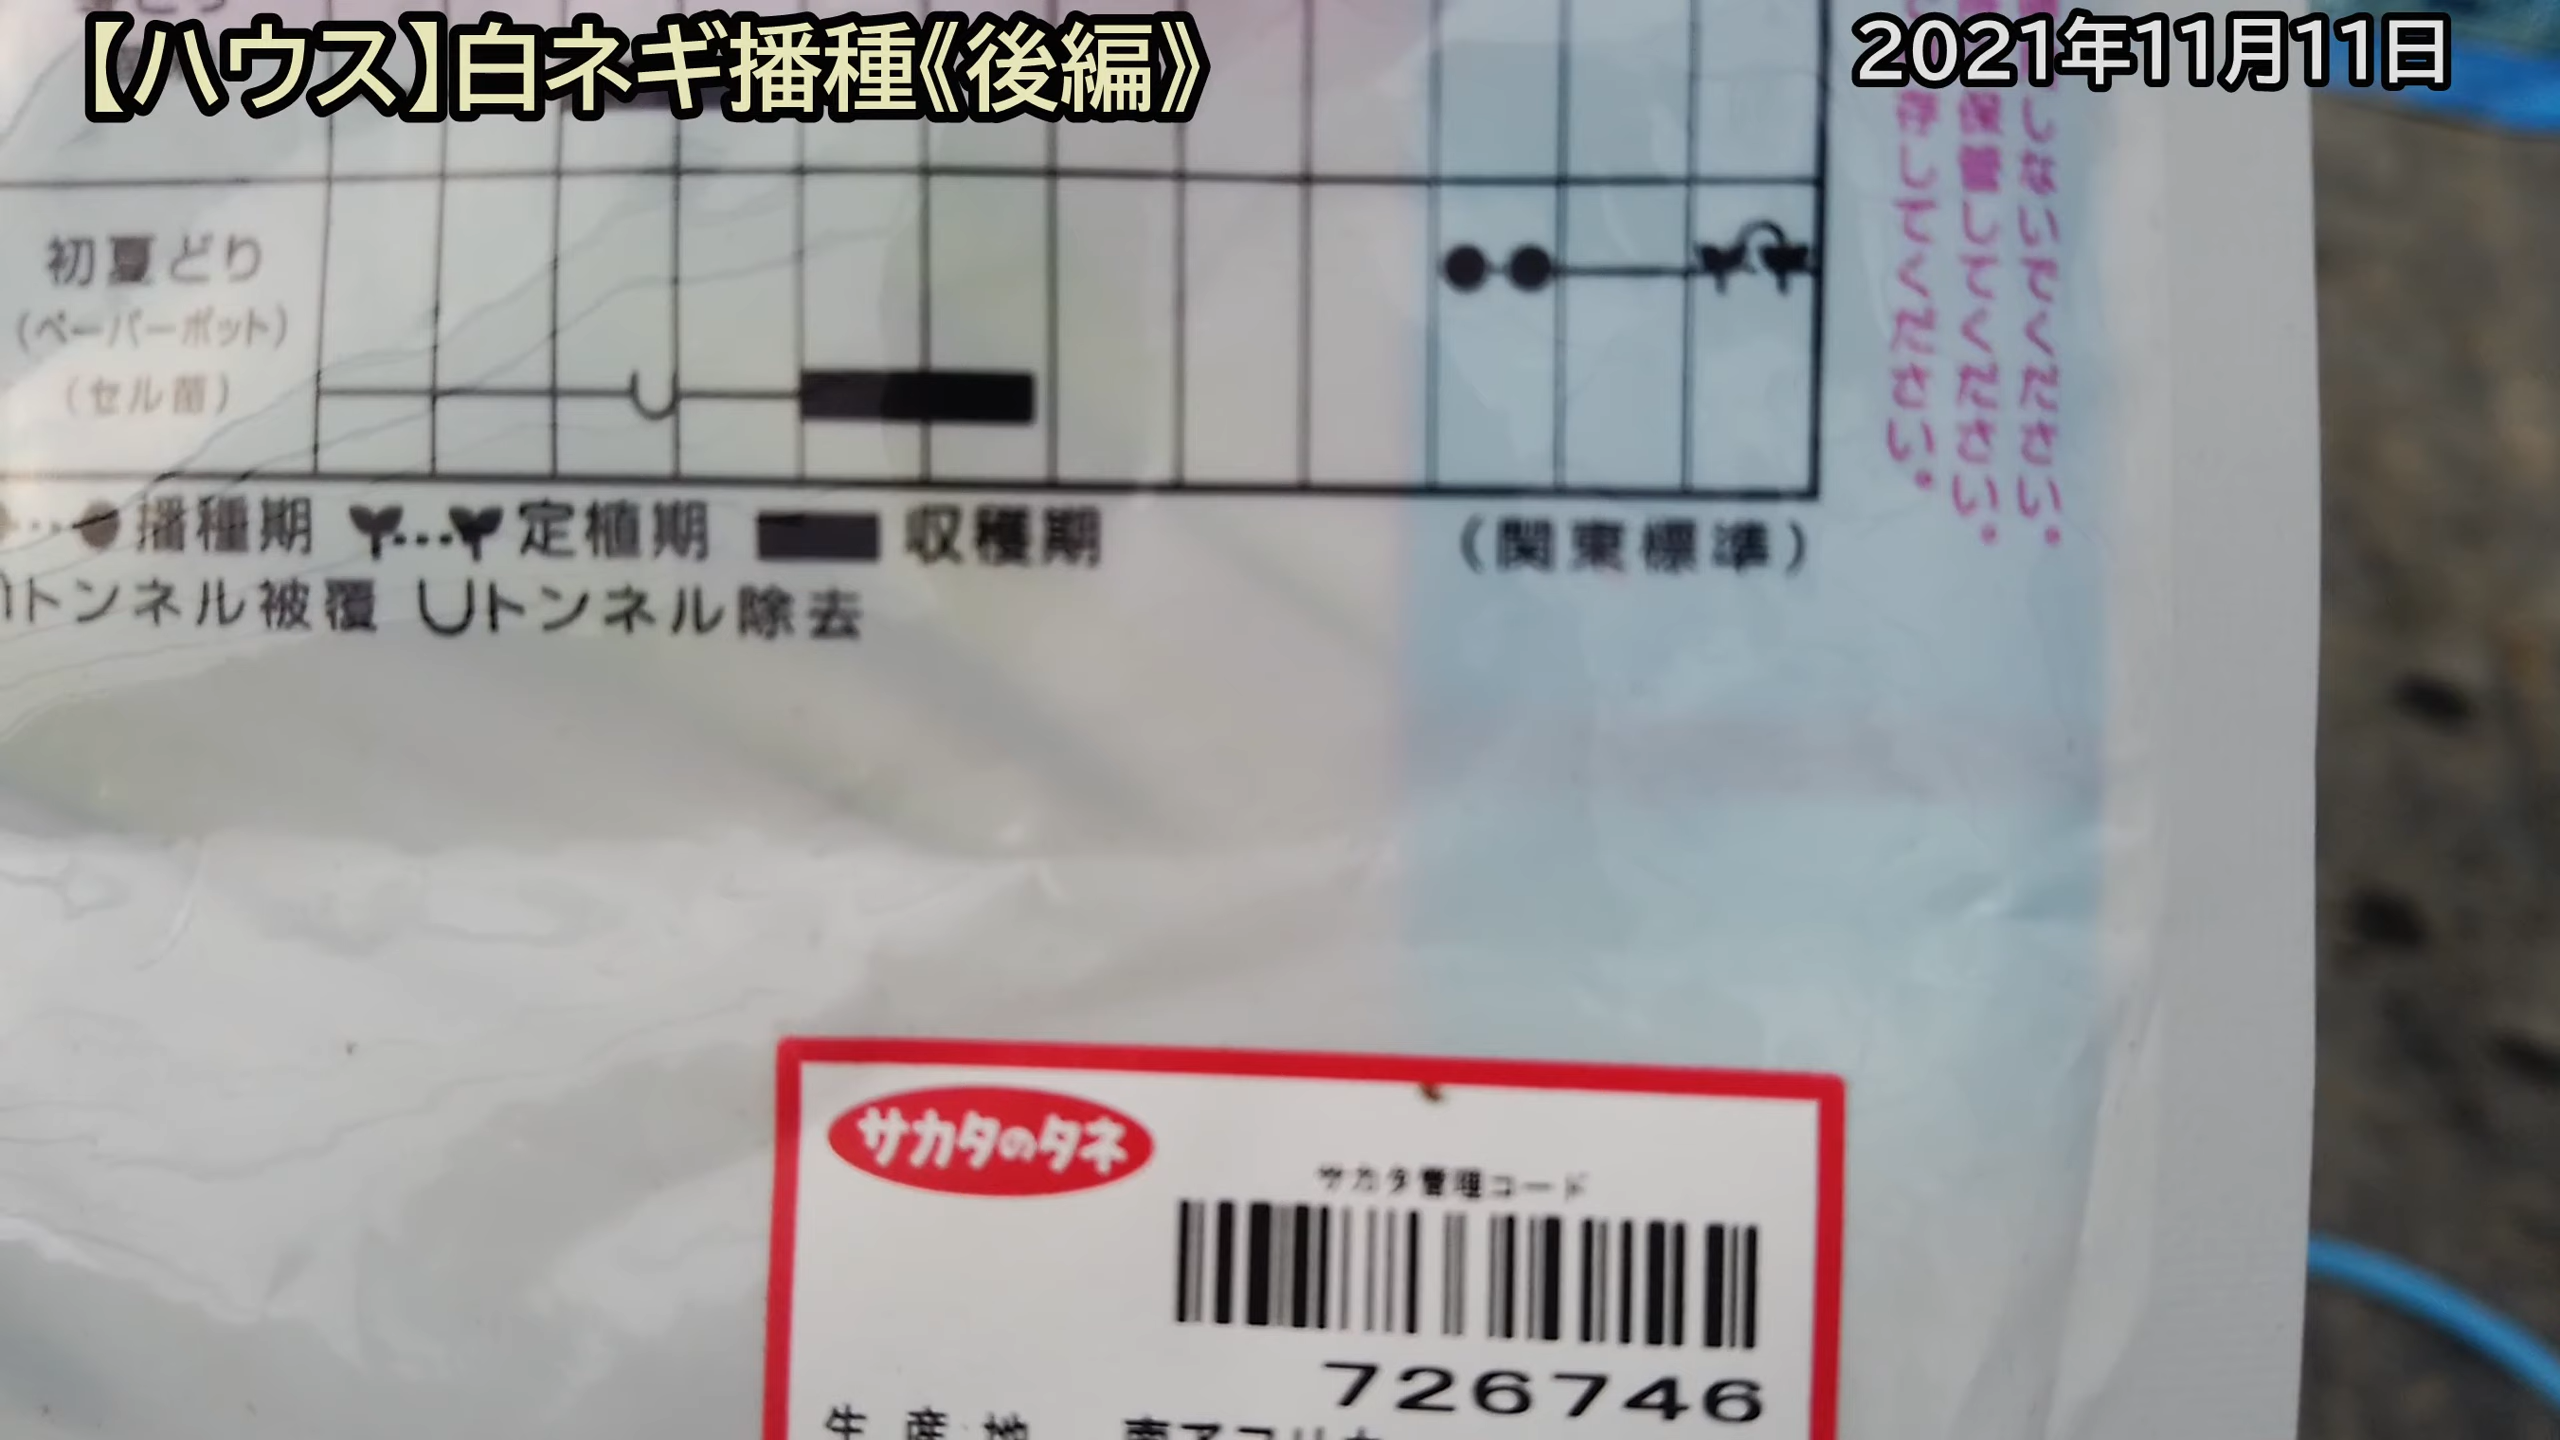 【ハウス】白ネギ播種《後編》
2021年11月11日
初夏どり
(ペーパーポット)
(セル苗)
播種期 … 定植期 収穫期
(関東標準)
トンネル被覆 トンネル除去
しないでください。
保管してください。
してください。
サカタのタネ
サカタ管理コード
726746
生産地 南アフリカ